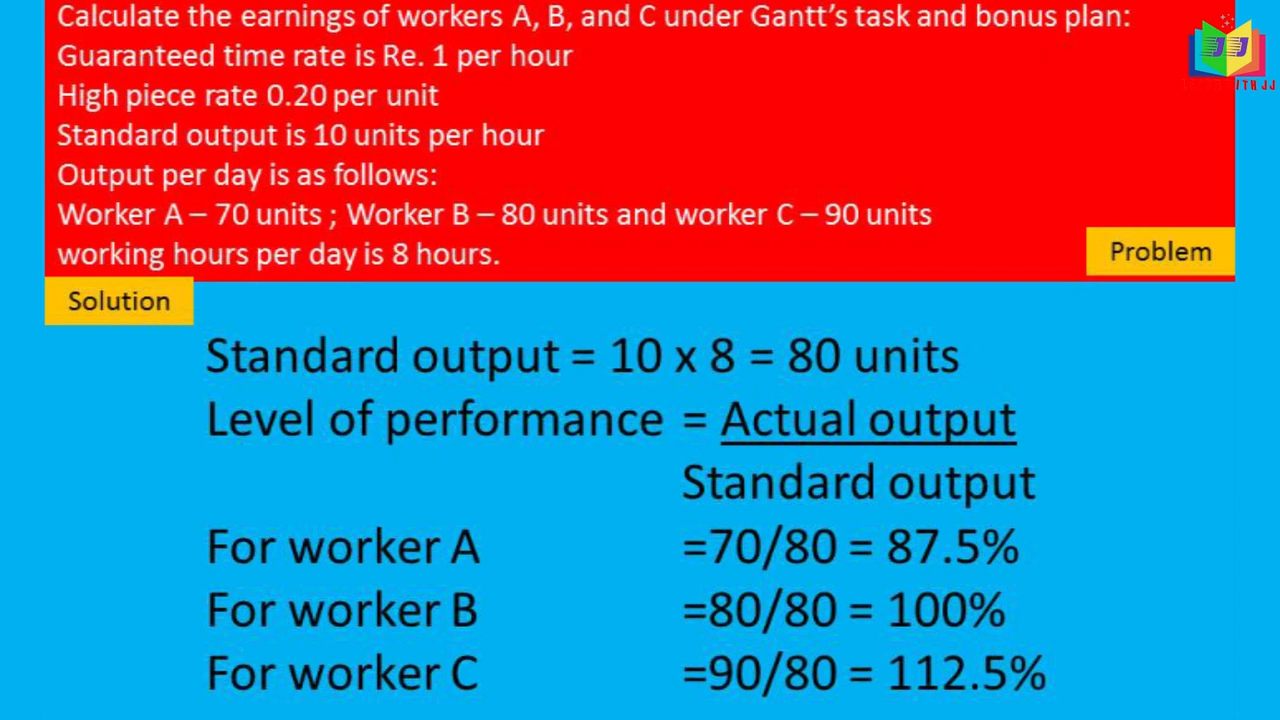 Calculate the earnings of workers A, B, and C under Gantt’s task and bonus plan:
Guaranteed time rate is Re. 1 per hour
High piece rate 0.20 per unit
Standard output is 10 units per hour
Output per day is as follows:
Worker A – 70 units ; Worker B – 80 units and worker C – 90 units
working hours per day is 8 hours.
Problem
Solution
Standard output = 10 x 8 = 80 units
Level of performance = Actual output
Standard output
For worker A =70/80 = 87.5%
For worker B =80/80 = 100%
For worker C =90/80 = 112.5%